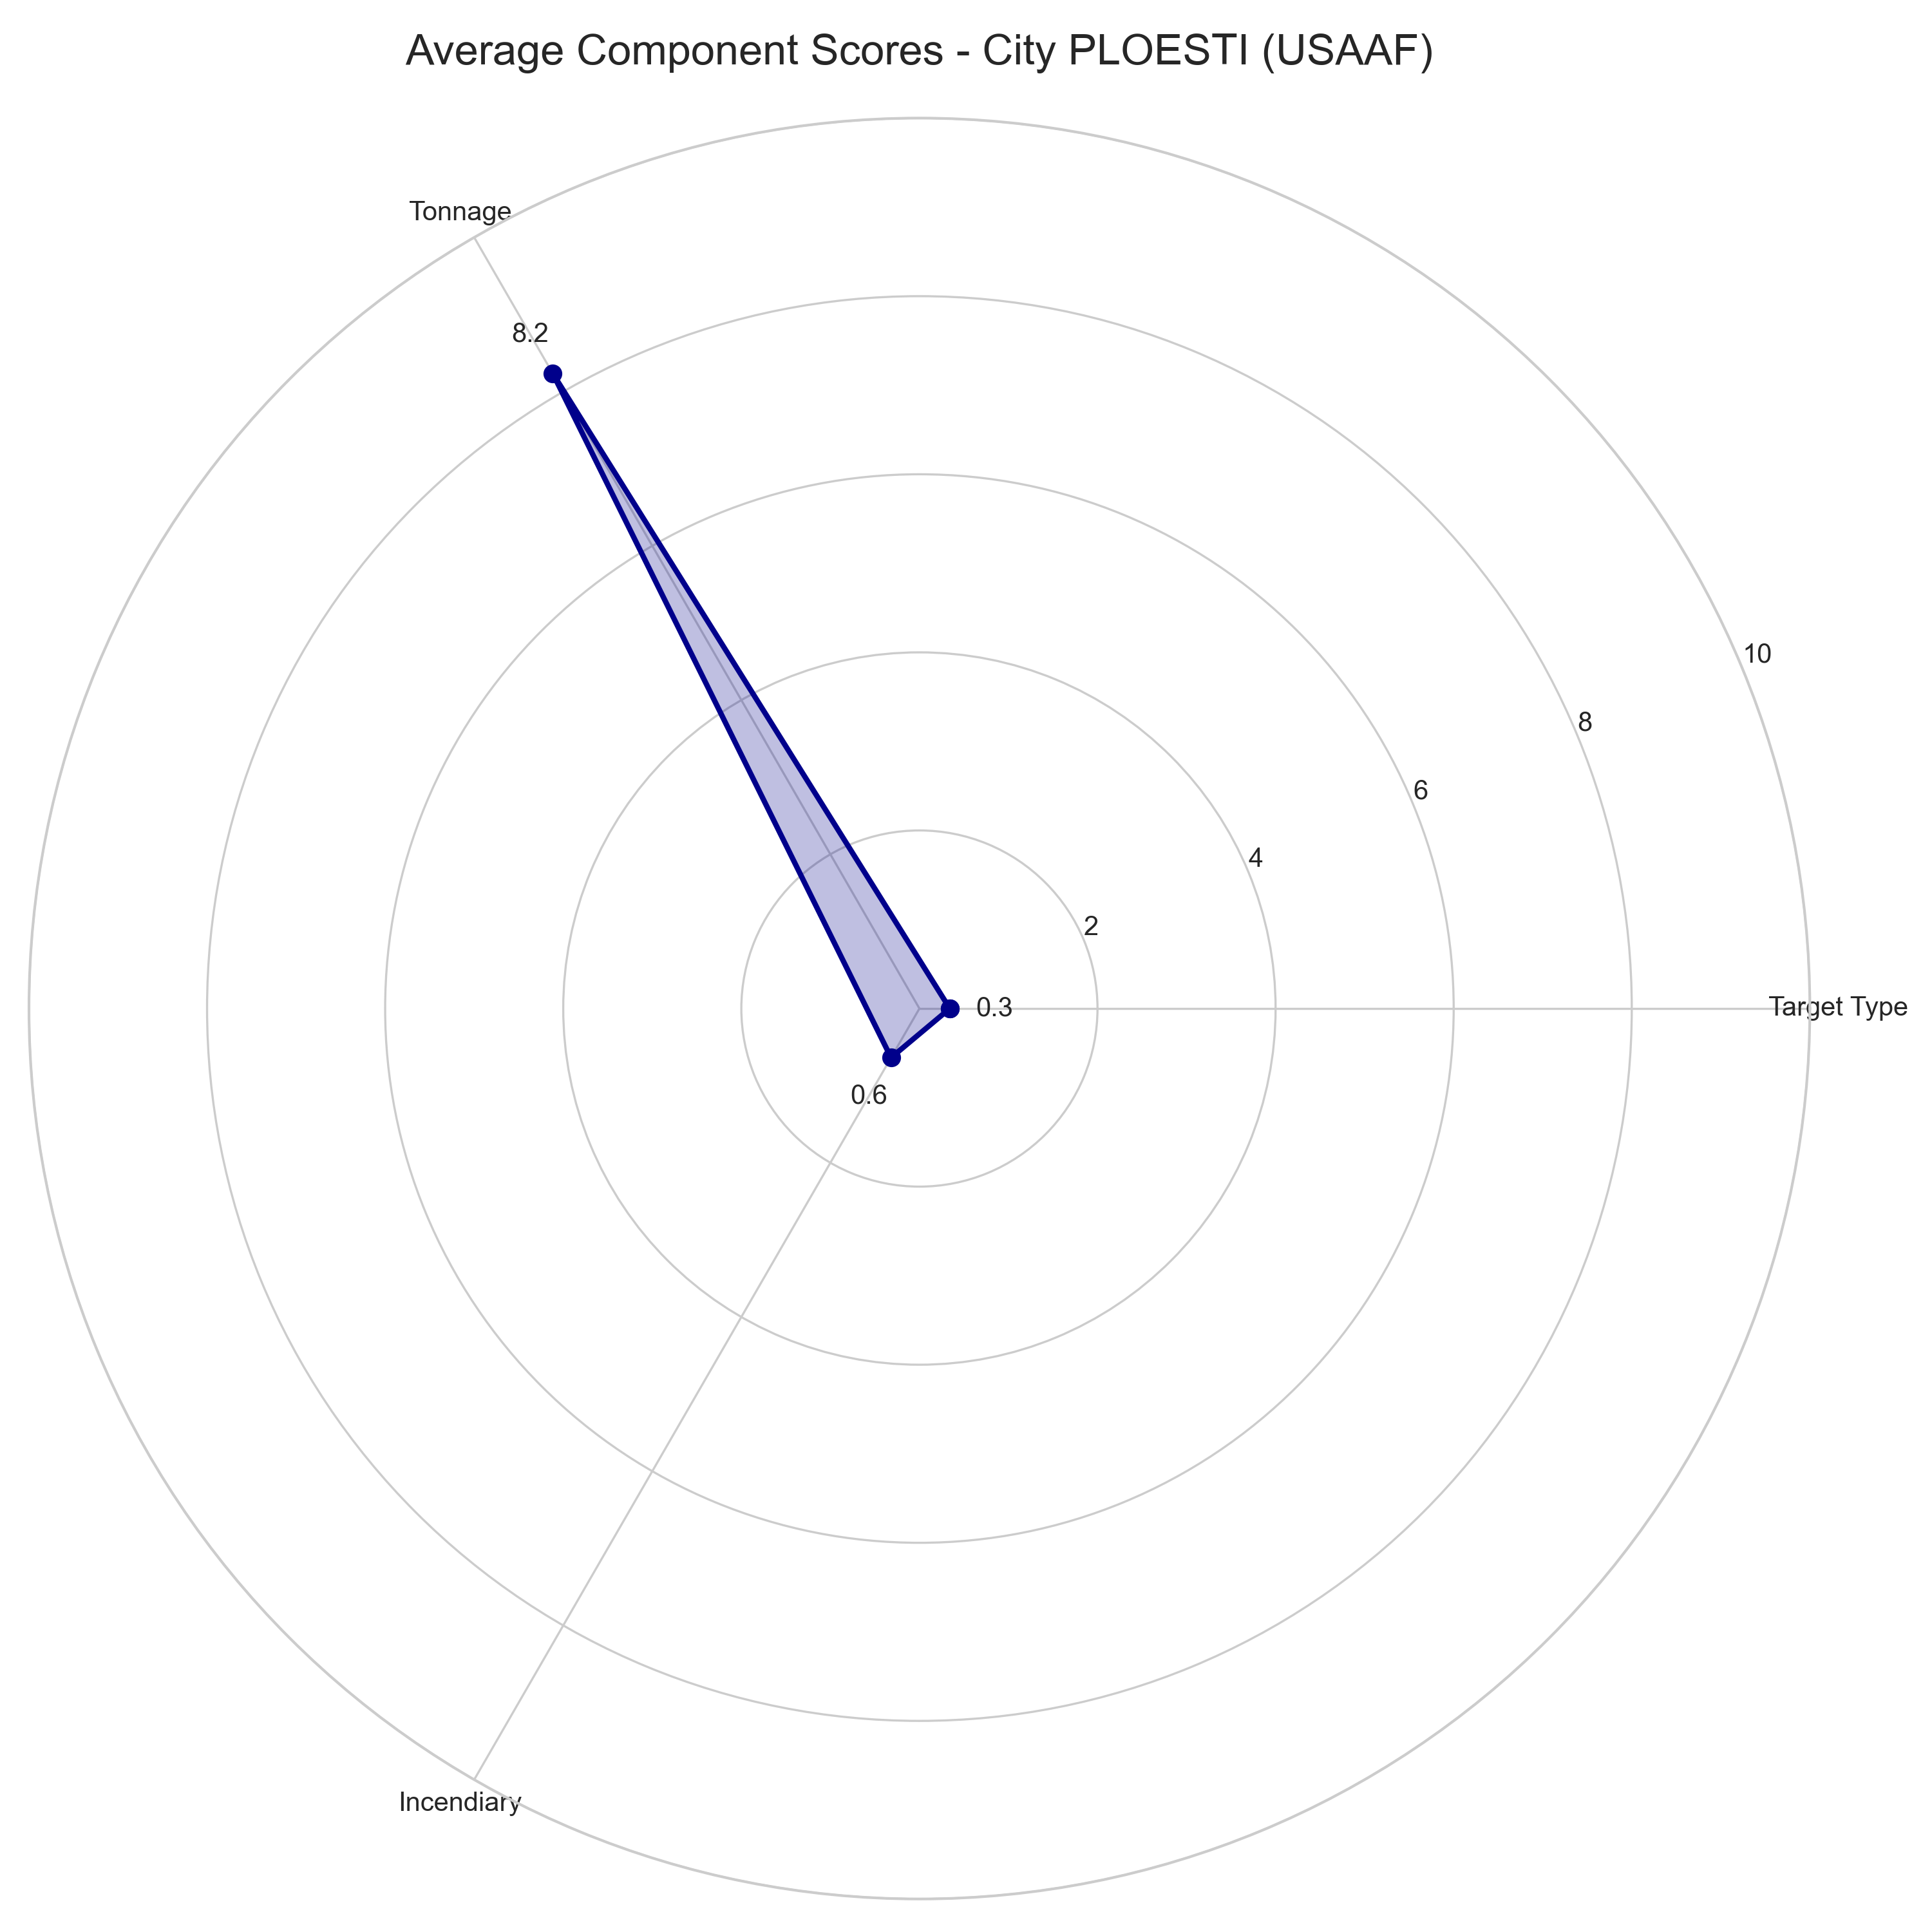 Average Component Scores - City PLOESTI (USAAF)
Tonnage
8.2
10
8
6
4
2
0.3
Target Type
0.6
Incendiary